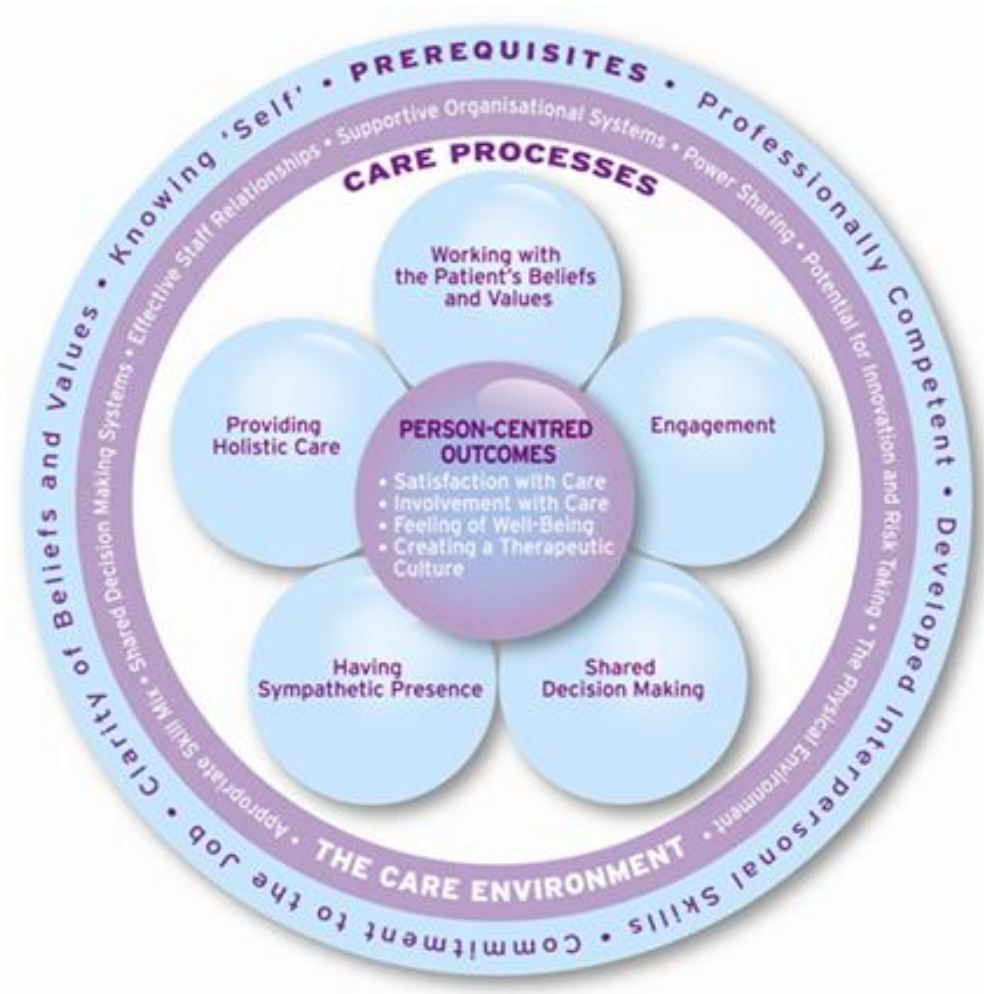 PREREQUISITES • Professionally Competent • Developed Interpersonal Skills • Commitment to the Job • Clarity of Beliefs and Values • Knowing 'Self' •
THE CARE ENVIRONMENT • Appropriate Skill Mix • Shared Decision Making Systems • Effective Staff Relationships • Supportive Organisational Systems • Power Sharing • Potential for Innovation and Risk Taking • The Physical Environment •
CARE PROCESSES
Working with
the Patient's Beliefs
and Values
Engagement
Shared
Decision Making
Having
Sympathetic Presence
Providing
Holistic Care
PERSON-CENTRED
OUTCOMES
• Satisfaction with Care
• Involvement with Care
• Feeling of Well-Being
• Creating a Therapeutic
Culture